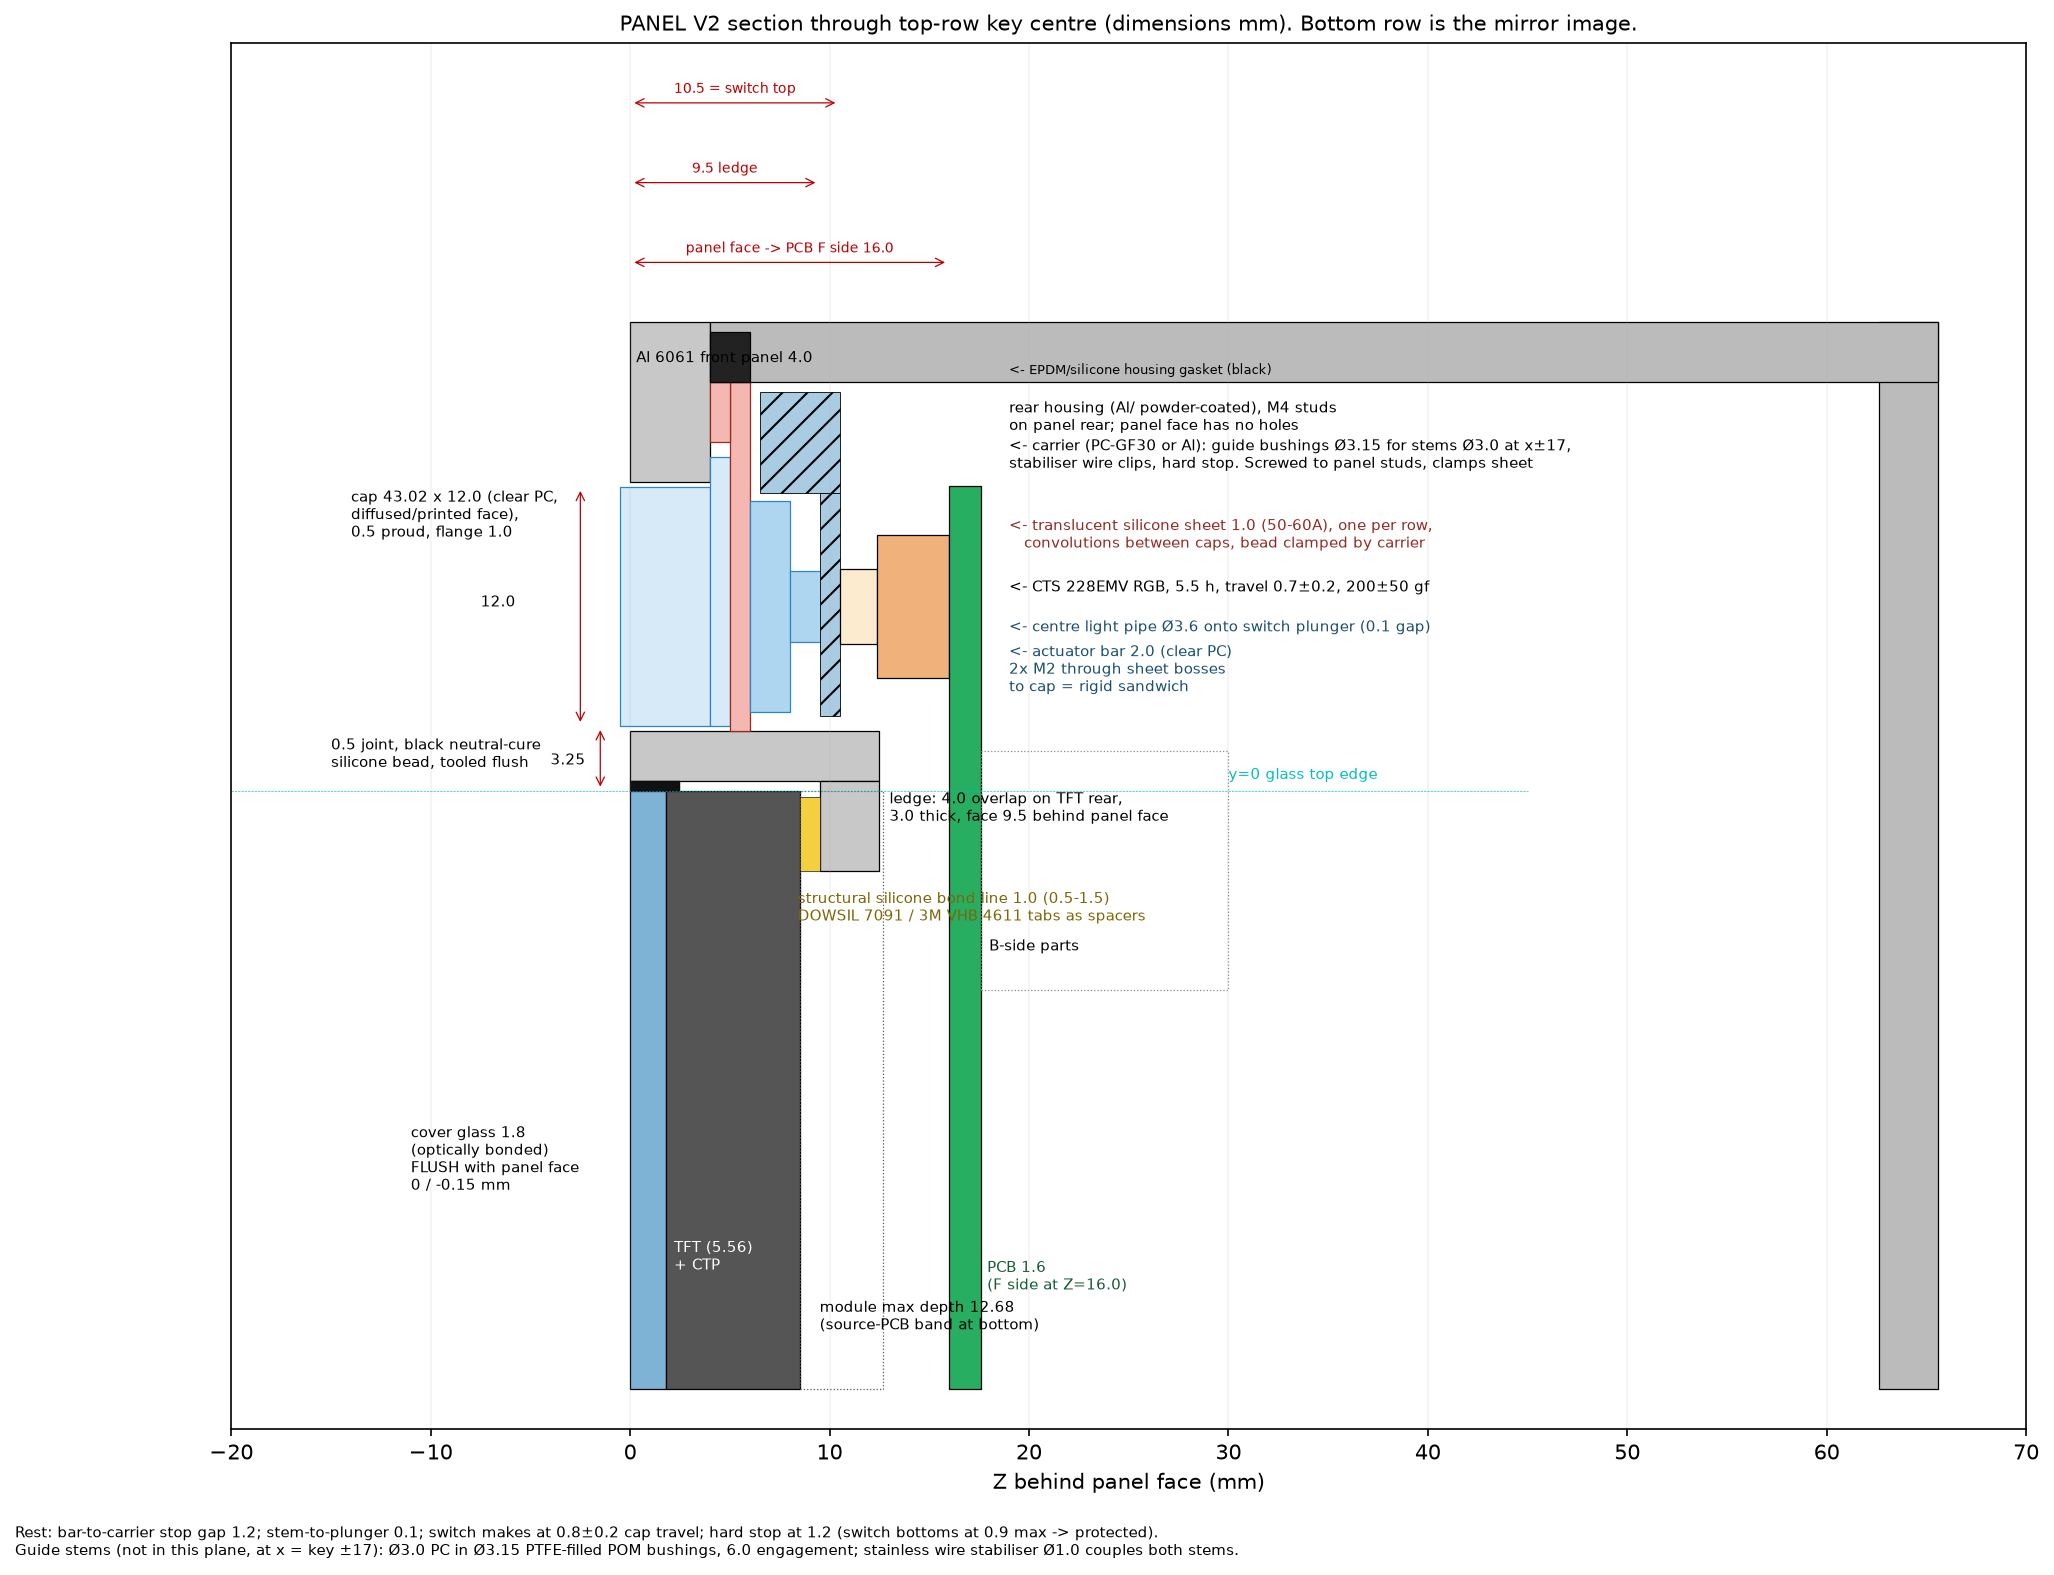 PANEL V2 section through top-row key centre (dimensions mm). Bottom row is the mirror image.
10.5 = switch top
9.5 ledge
panel face -> PCB F side 16.0
Al 6061 front panel 4.0
<- EPDM/silicone housing gasket (black)
rear housing (Al/ powder-coated), M4 studs
on panel rear; panel face has no holes
<- carrier (PC-GF30 or Al): guide bushings Ø3.15 for stems Ø3.0 at x±17,
stabiliser wire clips, hard stop. Screwed to panel studs, clamps sheet
cap 43.02 x 12.0 (clear PC,
diffused/printed face),
0.5 proud, flange 1.0
<- translucent silicone sheet 1.0 (50-60A), one per row,
convolutions between caps, bead clamped by carrier
<- CTS 228EMV RGB, 5.5 h, travel 0.7±0.2, 200±50 gf
12.0
<- centre light pipe Ø3.6 onto switch plunger (0.1 gap)
<- actuator bar 2.0 (clear PC)
2x M2 through sheet bosses
to cap = rigid sandwich
0.5 joint, black neutral-cure
silicone bead, tooled flush
3.25
y=0 glass top edge
ledge: 4.0 overlap on TFT rear,
3.0 thick, face 9.5 behind panel face
structural silicone bond line 1.0 (0.5-1.5)
DOWSIL 7091 / 3M VHB 4611 tabs as spacers
B-side parts
cover glass 1.8
(optically bonded)
FLUSH with panel face
0 / -0.15 mm
TFT (5.56)
+ CTP
PCB 1.6
(F side at Z=16.0)
module max depth 12.68
(source-PCB band at bottom)
−20 −10 0 10 20 30 40 50 60 70
Z behind panel face (mm)
Rest: bar-to-carrier stop gap 1.2; stem-to-plunger 0.1; switch makes at 0.8±0.2 cap travel; hard stop at 1.2 (switch bottoms at 0.9 max -> protected).
Guide stems (not in this plane, at x = key ±17): Ø3.0 PC in Ø3.15 PTFE-filled POM bushings, 6.0 engagement; stainless wire stabiliser Ø1.0 couples both stems.